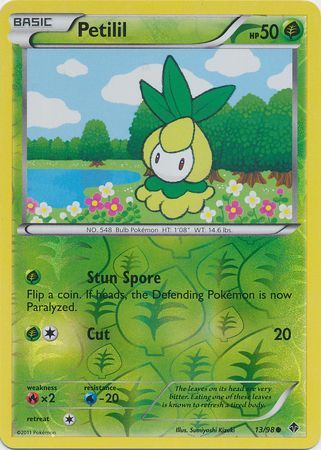 BASIC
Petilil
HP50
NO. 548 Bulb Pokémon HT: 1'08" WT: 14.6 lbs.
Stun Spore
Flip a coin. If heads, the Defending Pokémon is now
Paralyzed.
Cut 20
weakness
×2
resistance
-20
retreat
The leaves on its head are very
bitter. Eating one of these leaves
is known to refresh a tired body.
©2011 Pokémon
Illus. Sumiyoshi Kizuki
13/98